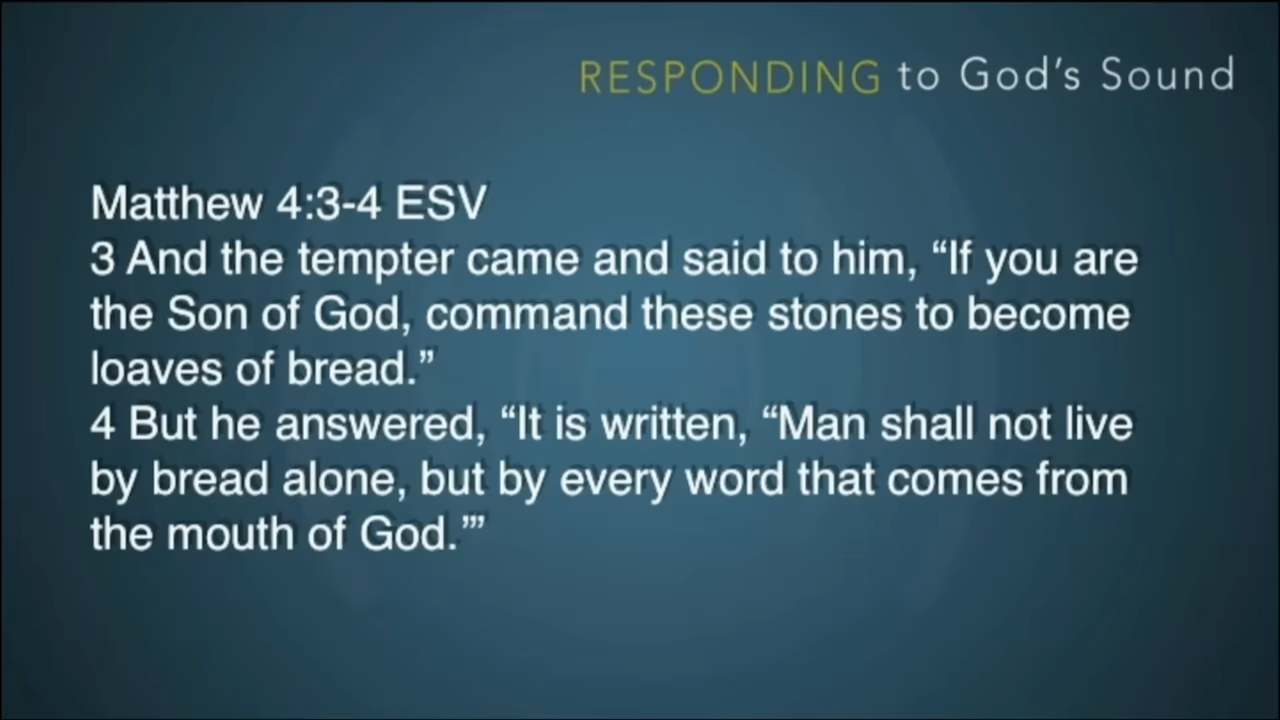 RESPONDING to God’s Sound
Matthew 4:3-4 ESV
3 And the tempter came and said to him, “If you are
the Son of God, command these stones to become
loaves of bread.”
4 But he answered, “It is written, “Man shall not live
by bread alone, but by every word that comes from
the mouth of God.’”